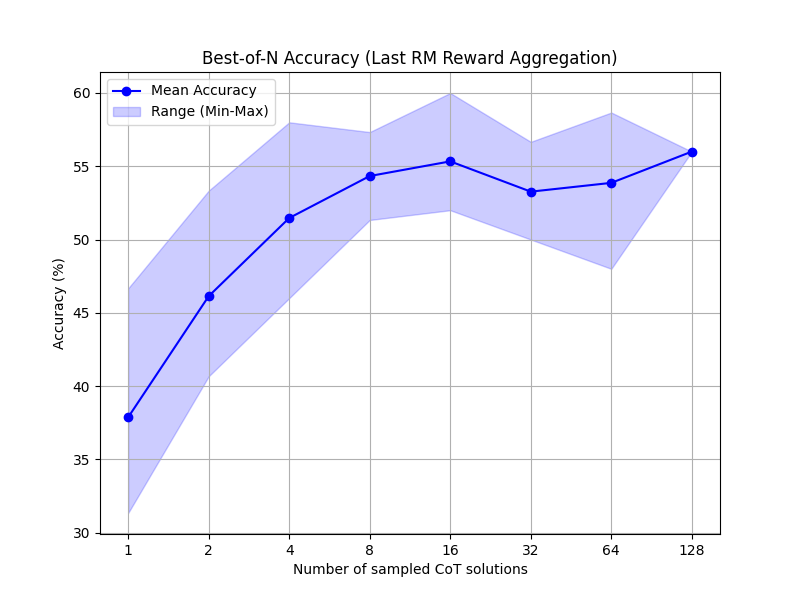 Best-of-N Accuracy (Last RM Reward Aggregation)
Mean Accuracy
Range (Min-Max)
Accuracy (%)
60
55
50
45
40
35
30
1 2 4 8 16 32 64 128
Number of sampled CoT solutions